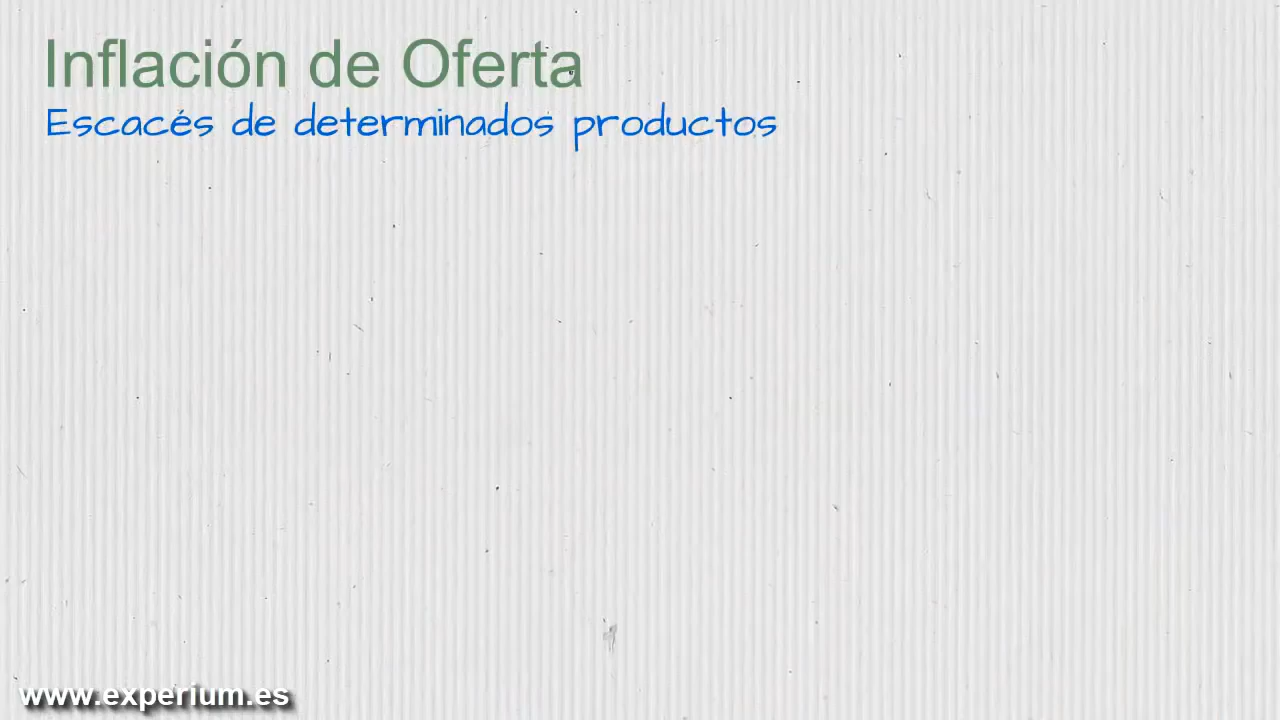 Inflación de Oferta
Escacés de determinados productos
www.experium.es